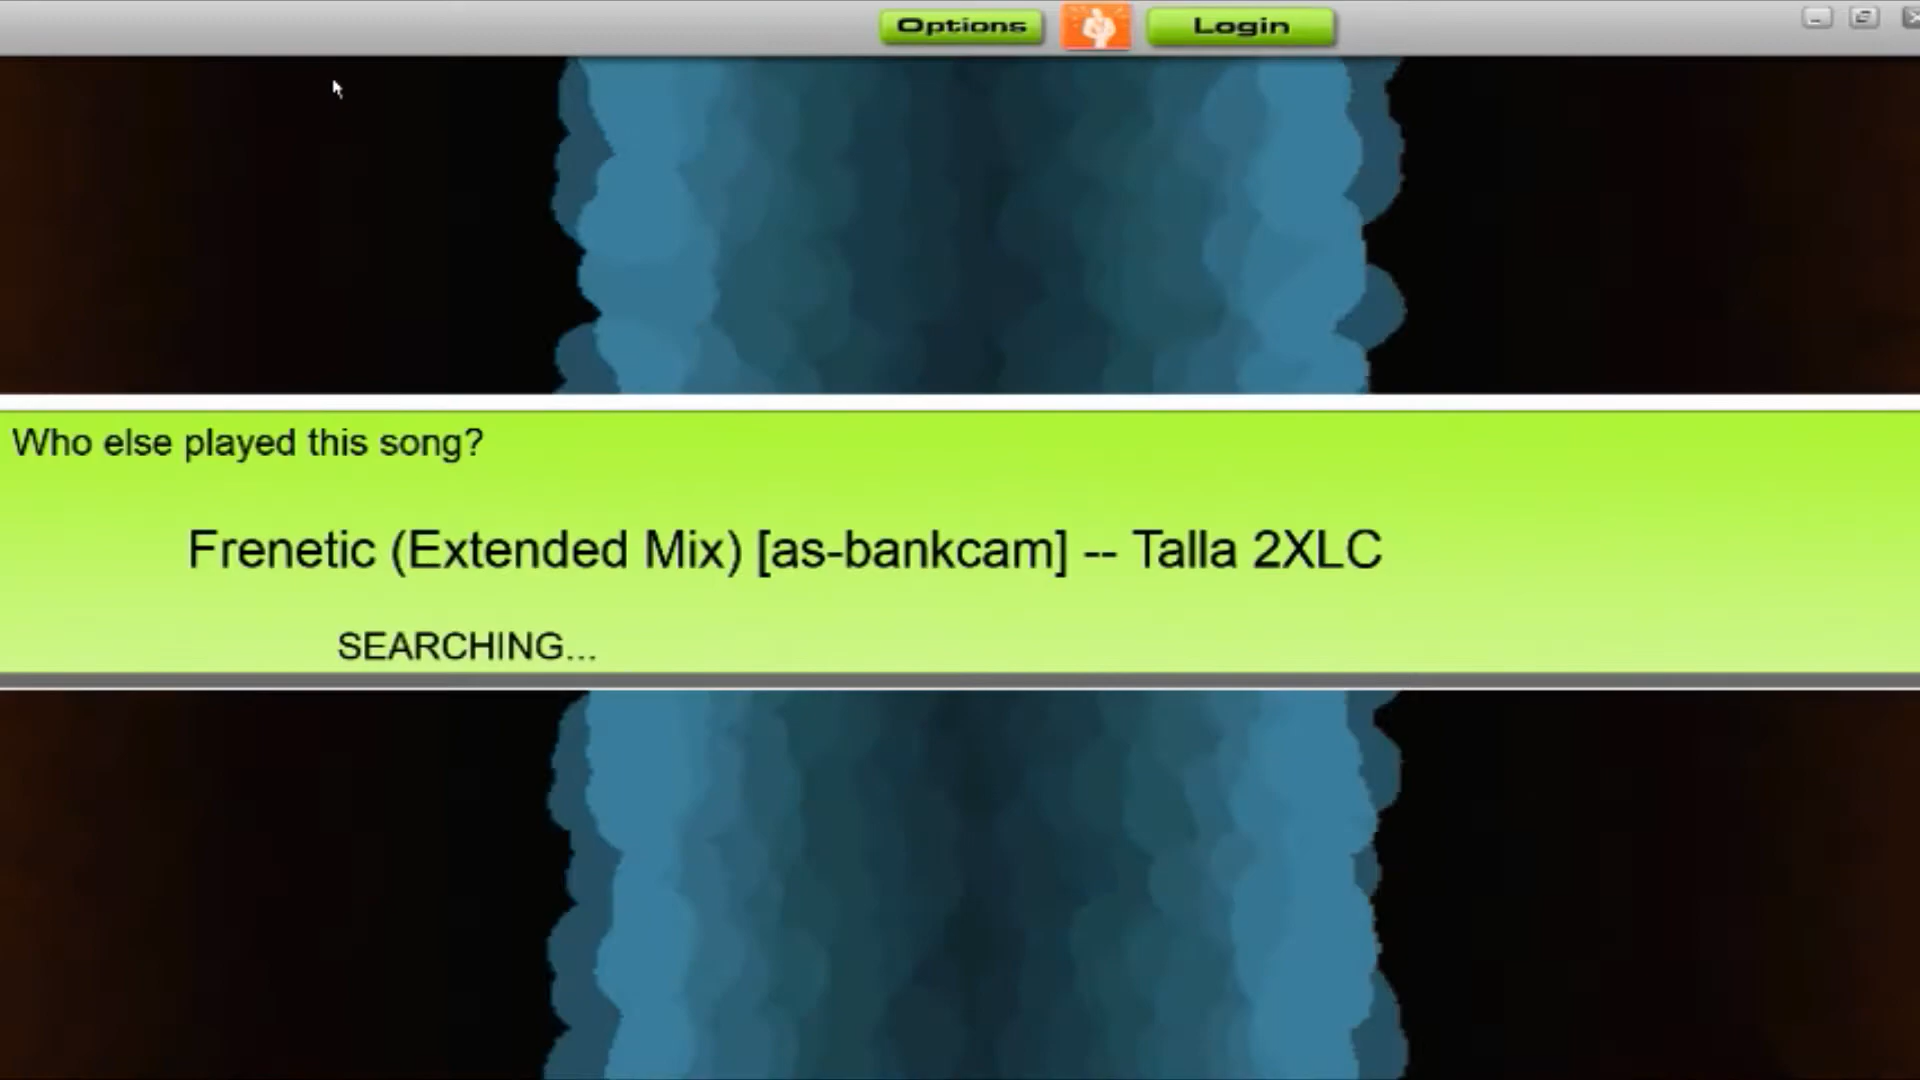 Options
Login
Who else played this song?
Frenetic (Extended Mix) [as-bankcam] -- Talla 2XLC
SEARCHING...